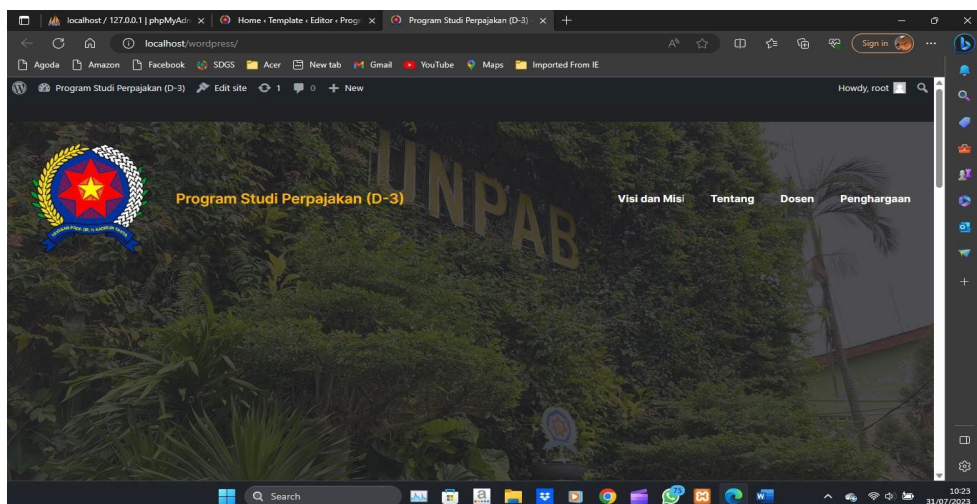 localhost / 127.0.0.1 | phpMyAdn
Home ‹ Template ‹ Editor ‹ Progr
Program Studi Perpajakan (D-3) –
localhost/wordpress/
Sign in
Agoda
Amazon
Facebook
SDGS
Acer
New tab
Gmail
YouTube
Maps
Imported From IE
Program Studi Perpajakan (D-3)
Edit site
1
0
New
Howdy, root
UNPAB
Program Studi Perpajakan (D-3)
Visi dan Misi
Tentang
Dosen
Penghargaan
Search
75
10:23
31/07/2023